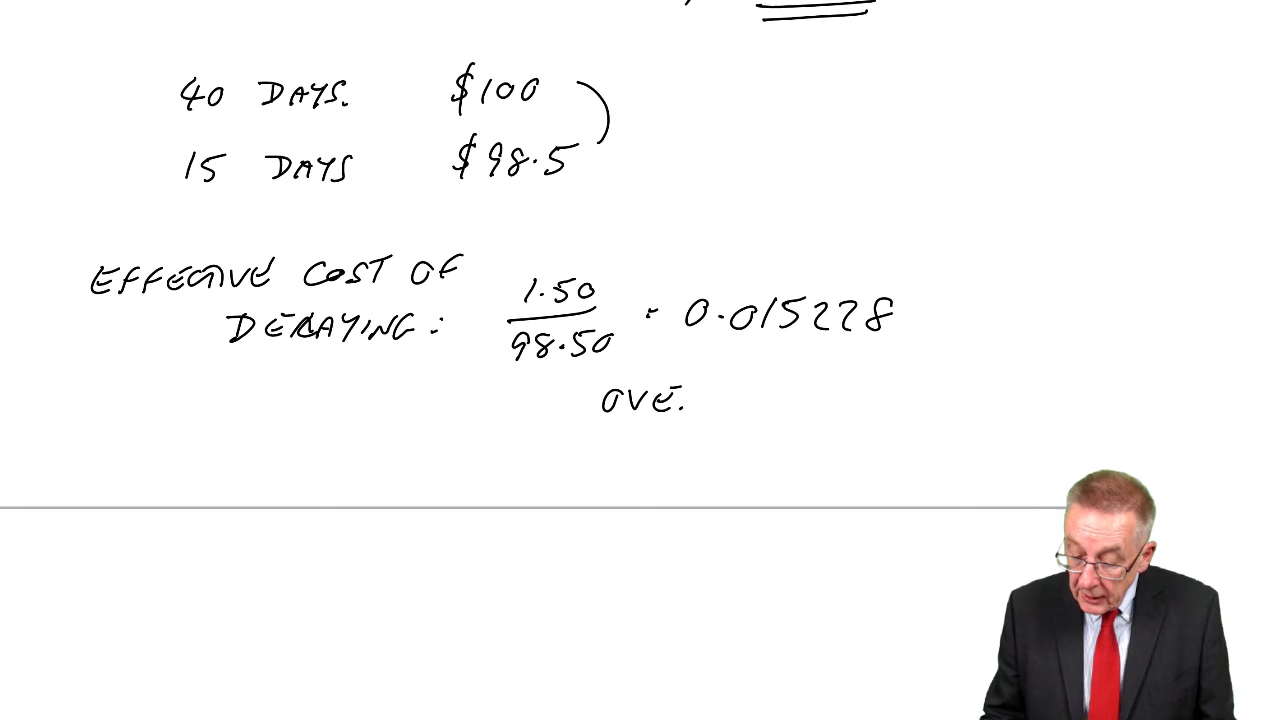 40 DAYS. $100
15 DAYS $98.5
EFFECTIVE COST OF
DELAYING: 1.50 / 98.50 = 0.015228
OVE.